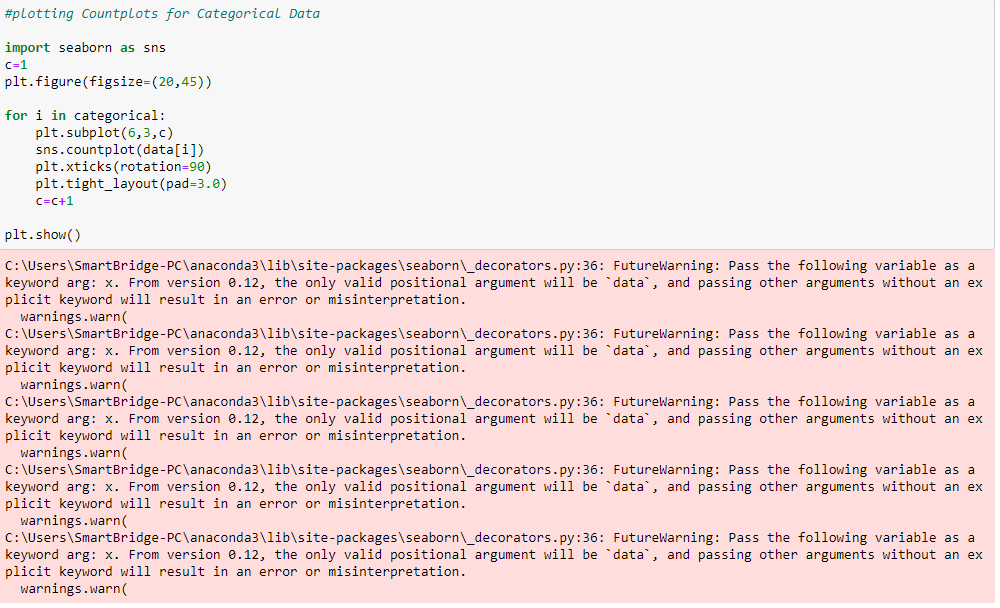 #plotting Countplots for Categorical Data
import seaborn as sns
c=1
plt.figure(figsize=(20,45))
for i in categorical:
    plt.subplot(6,3,c)
    sns.countplot(data[i])
    plt.xticks(rotation=90)
    plt.tight_layout(pad=3.0)
    c=c+1
plt.show()
C:\Users\SmartBridge-PC\anaconda3\lib\site-packages\seaborn\_decorators.py:36: FutureWarning: Pass the following variable as a
keyword arg: x. From version 0.12, the only valid positional argument will be `data`, and passing other arguments without an ex
plicit keyword will result in an error or misinterpretation.
  warnings.warn(
C:\Users\SmartBridge-PC\anaconda3\lib\site-packages\seaborn\_decorators.py:36: FutureWarning: Pass the following variable as a
keyword arg: x. From version 0.12, the only valid positional argument will be `data`, and passing other arguments without an ex
plicit keyword will result in an error or misinterpretation.
  warnings.warn(
C:\Users\SmartBridge-PC\anaconda3\lib\site-packages\seaborn\_decorators.py:36: FutureWarning: Pass the following variable as a
keyword arg: x. From version 0.12, the only valid positional argument will be `data`, and passing other arguments without an ex
plicit keyword will result in an error or misinterpretation.
  warnings.warn(
C:\Users\SmartBridge-PC\anaconda3\lib\site-packages\seaborn\_decorators.py:36: FutureWarning: Pass the following variable as a
keyword arg: x. From version 0.12, the only valid positional argument will be `data`, and passing other arguments without an ex
plicit keyword will result in an error or misinterpretation.
  warnings.warn(
C:\Users\SmartBridge-PC\anaconda3\lib\site-packages\seaborn\_decorators.py:36: FutureWarning: Pass the following variable as a
keyword arg: x. From version 0.12, the only valid positional argument will be `data`, and passing other arguments without an ex
plicit keyword will result in an error or misinterpretation.
  warnings.warn(